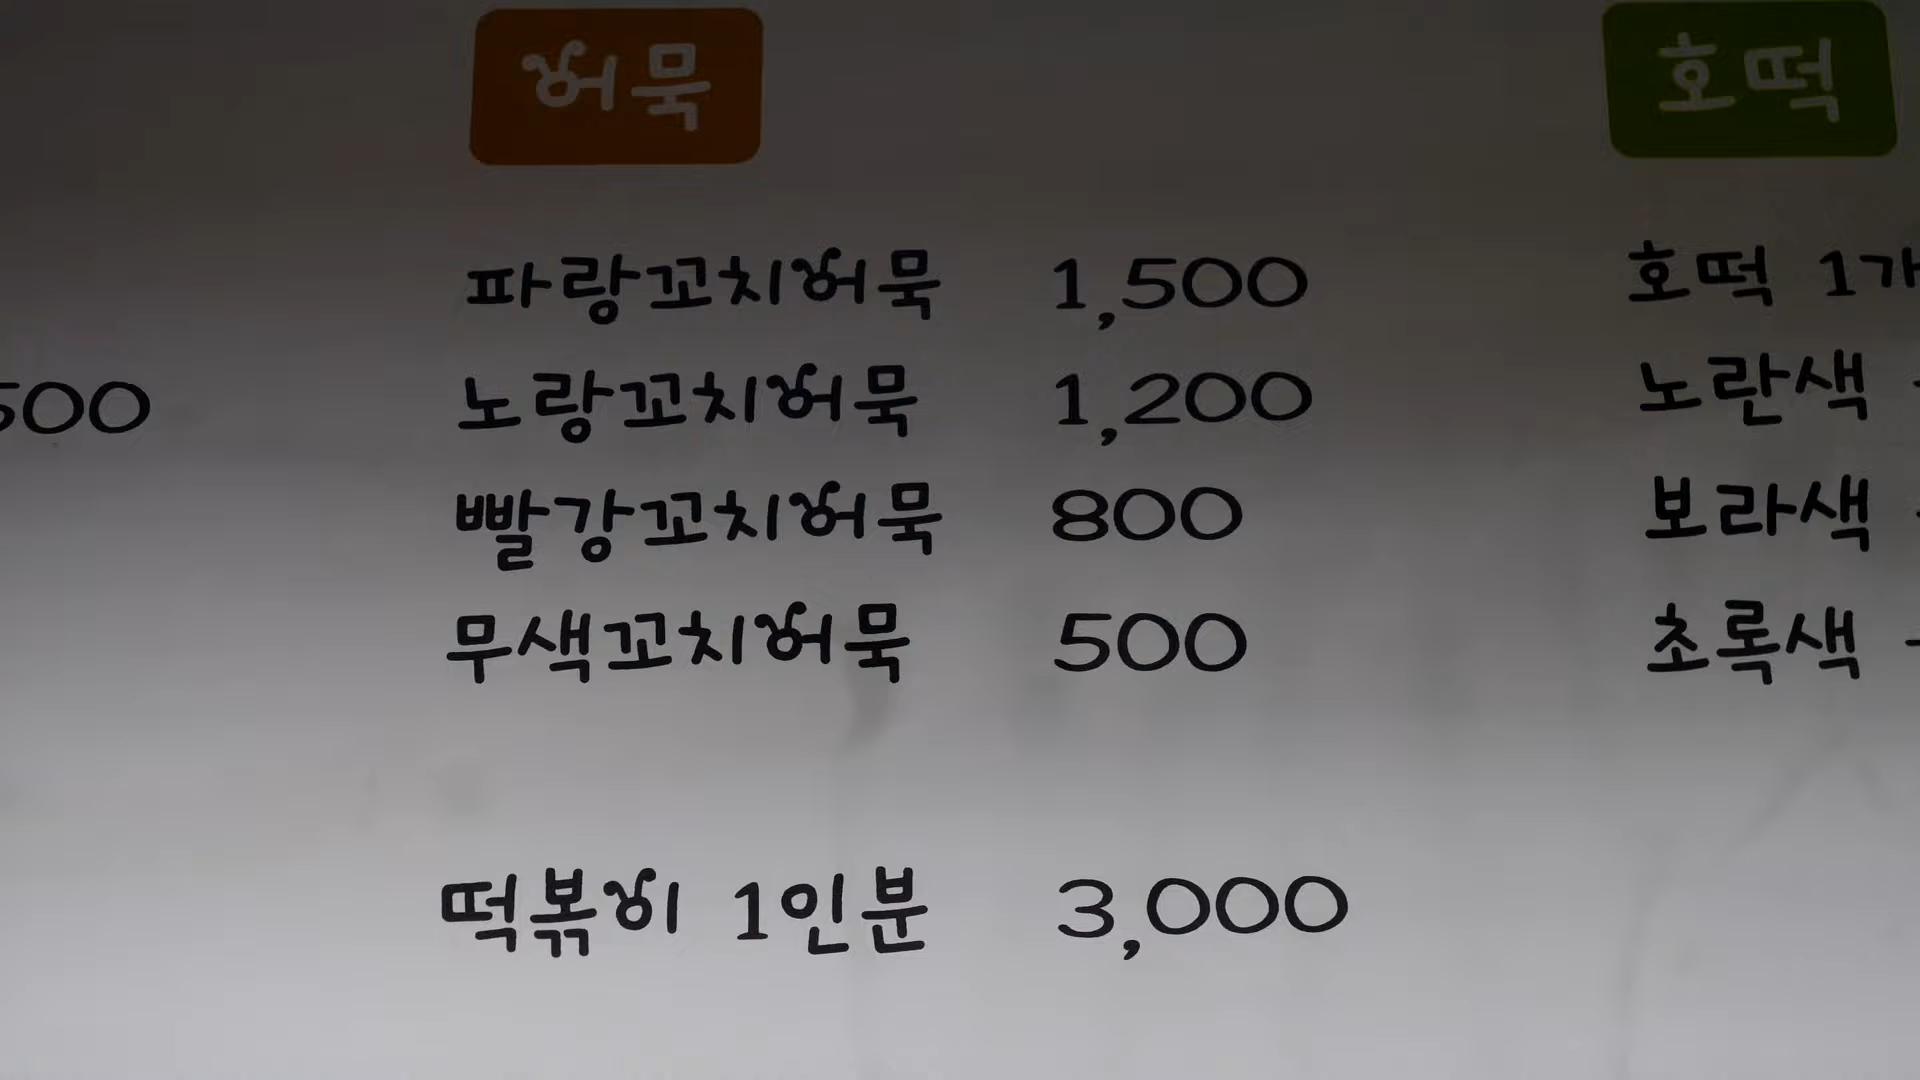 어묵
파랑꼬치어묵 1,500
노랑꼬치어묵 1,200
빨강꼬치어묵 800
무색꼬치어묵 500
떡볶이 1인분 3,000
500
호떡
호떡 1개
노란색
보라색
초록색